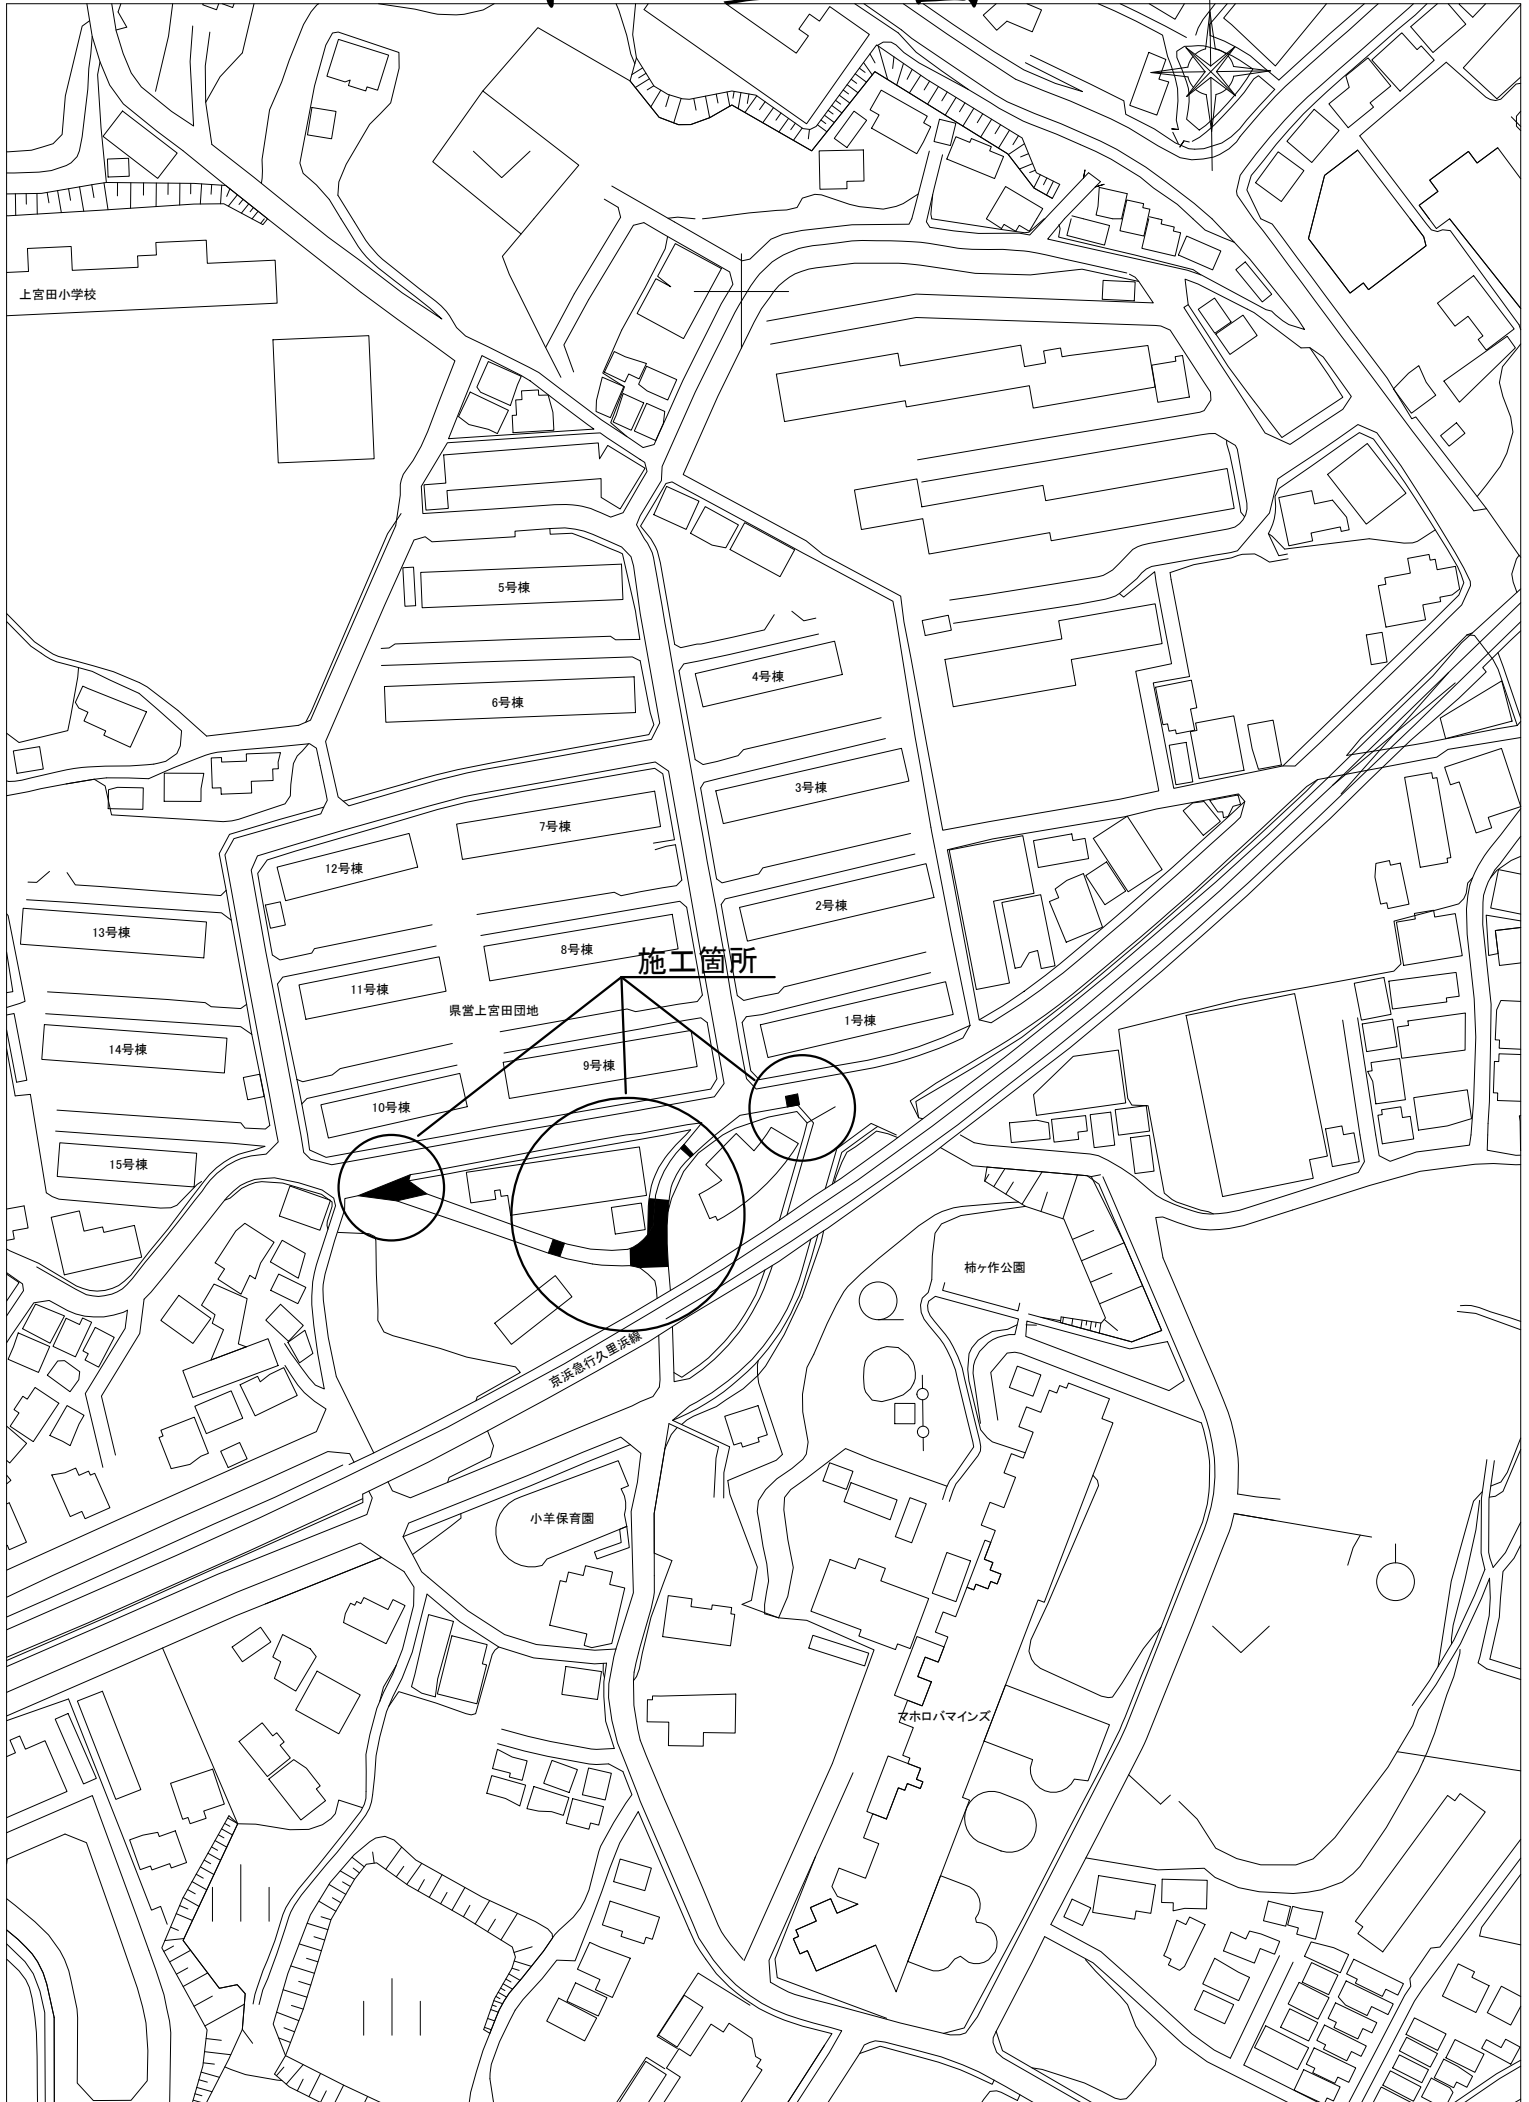 上宮田小学校
5号棟
6号棟
4号棟
3号棟
7号棟
12号棟
2号棟
13号棟
8号棟
施工箇所
11号棟
県営上宮田団地
1号棟
14号棟
9号棟
10号棟
15号棟
柿ヶ作公園
京浜急行久里浜線
小羊保育園
マホロバマインズ